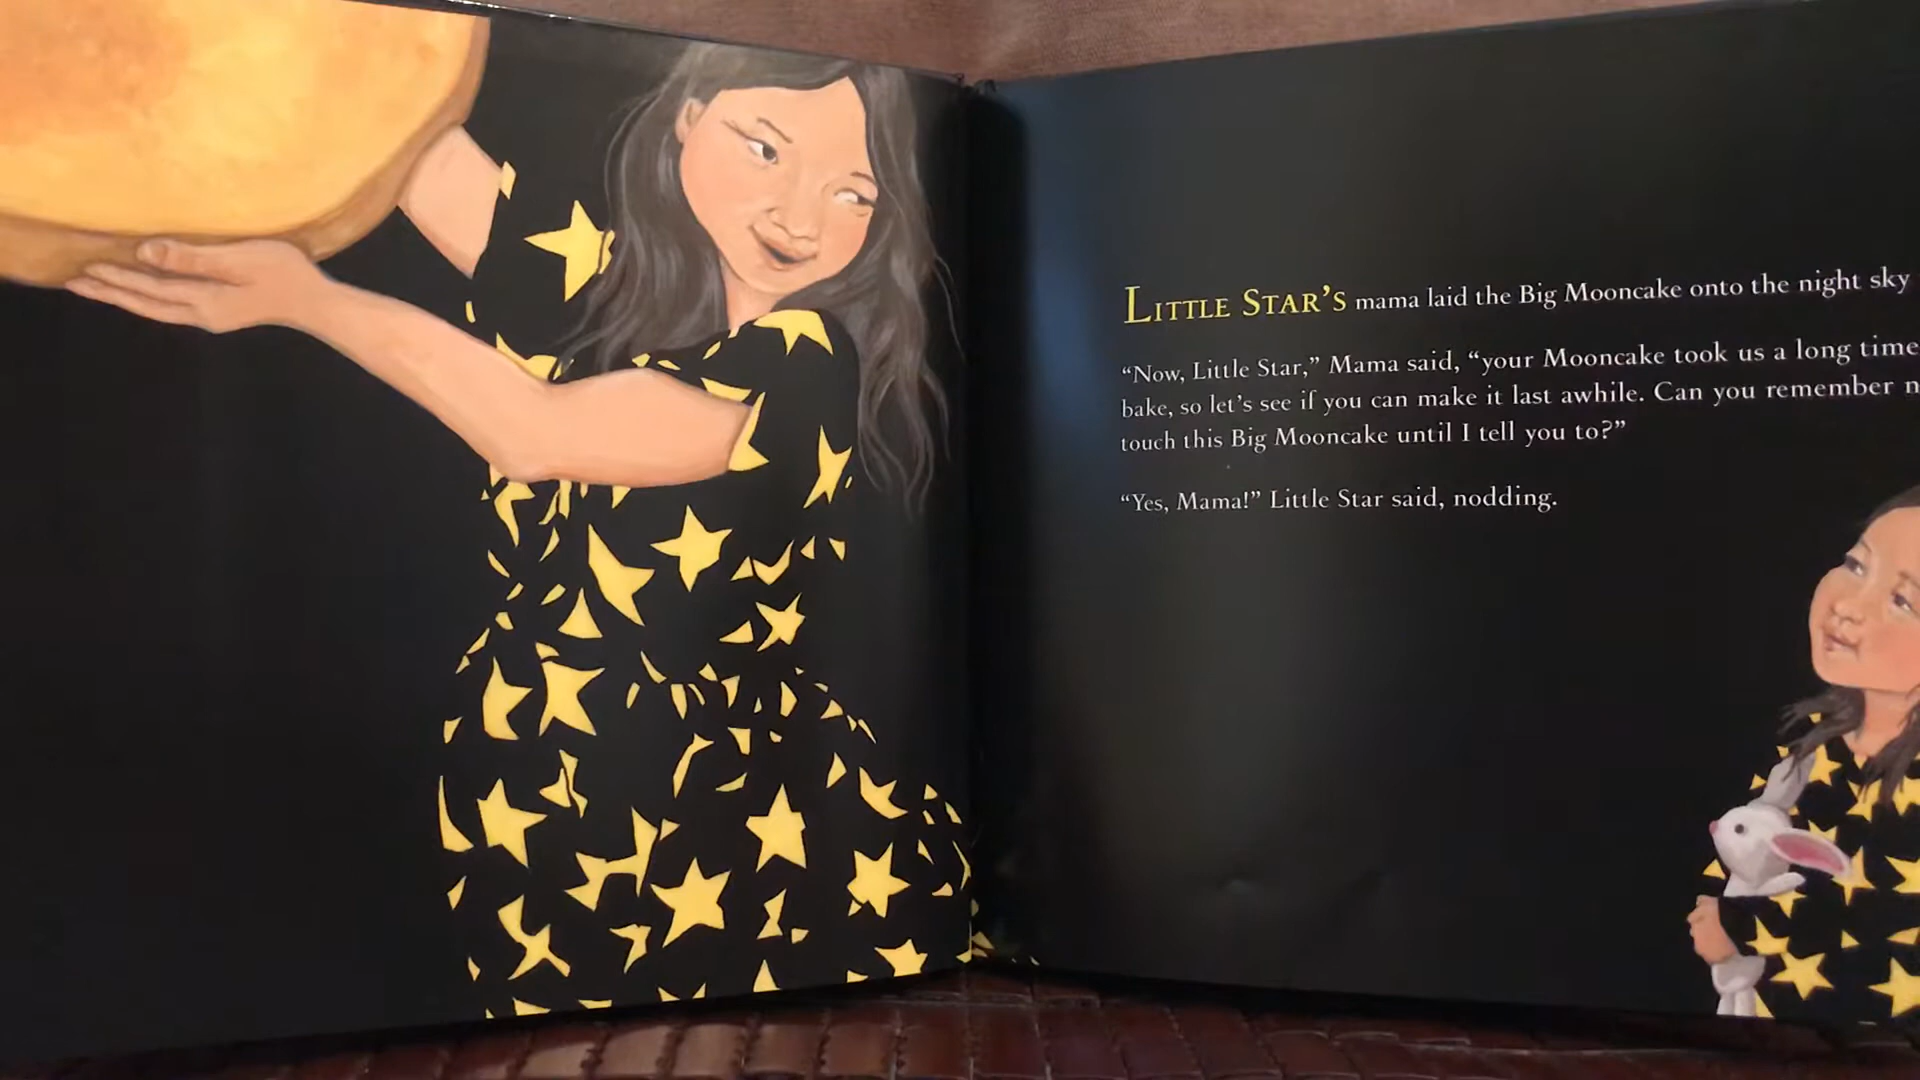 LITTLE STAR'S mama laid the Big Mooncake onto the night sky
“Now, Little Star,” Mama said, “your Mooncake took us a long time
bake, so let's see if you can make it last awhile. Can you remember
touch this Big Mooncake until I tell you to?”
“Yes, Mama!” Little Star said, nodding.